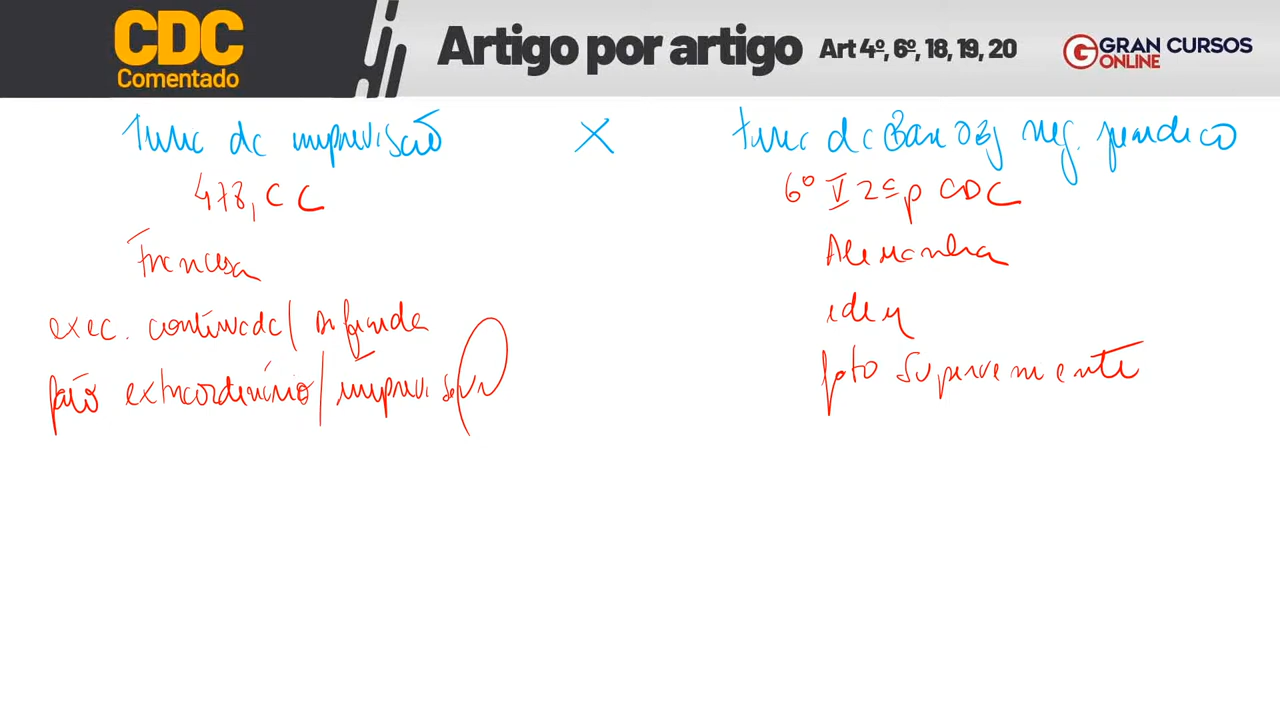 CDC
Comentado
Artigo por artigo Art 4º, 6º, 18, 19, 20
GRAN CURSOS
ONLINE
Teoria da imprevisão X Teoria da Base Obj neg. jurídico
478, CC
6º V 2ª p CDC
Francesa
Alemanha
exec. continuada/diferida
idem
fato extraordinário/imprevisível
fato superveniente